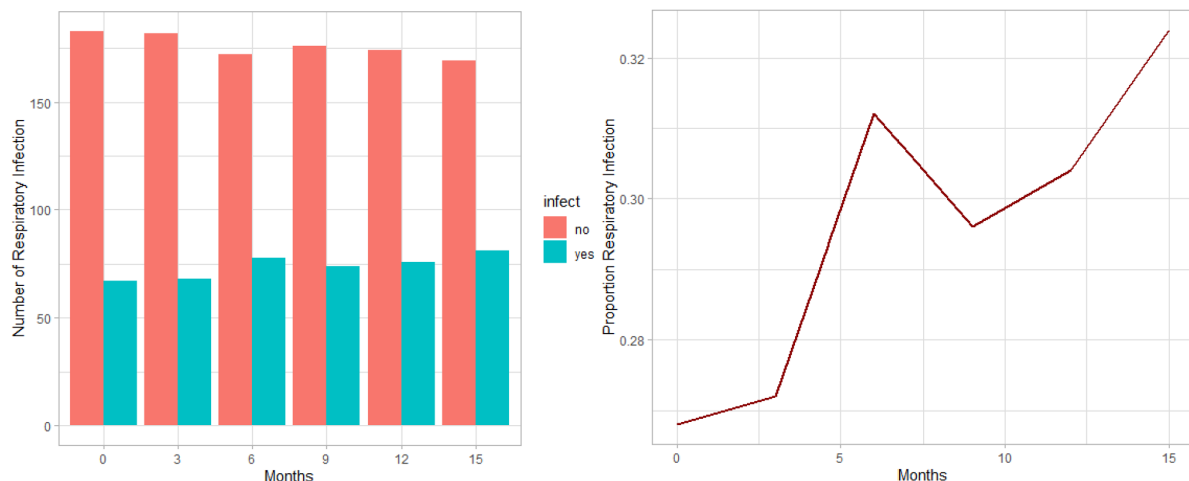 Number of Respiratory Infection
150
100
50
0
0 3 6 9 12 15
Months
infect
no
yes
Proportion Respiratory Infection
0.32
0.30
0.28
0 5 10 15
Months